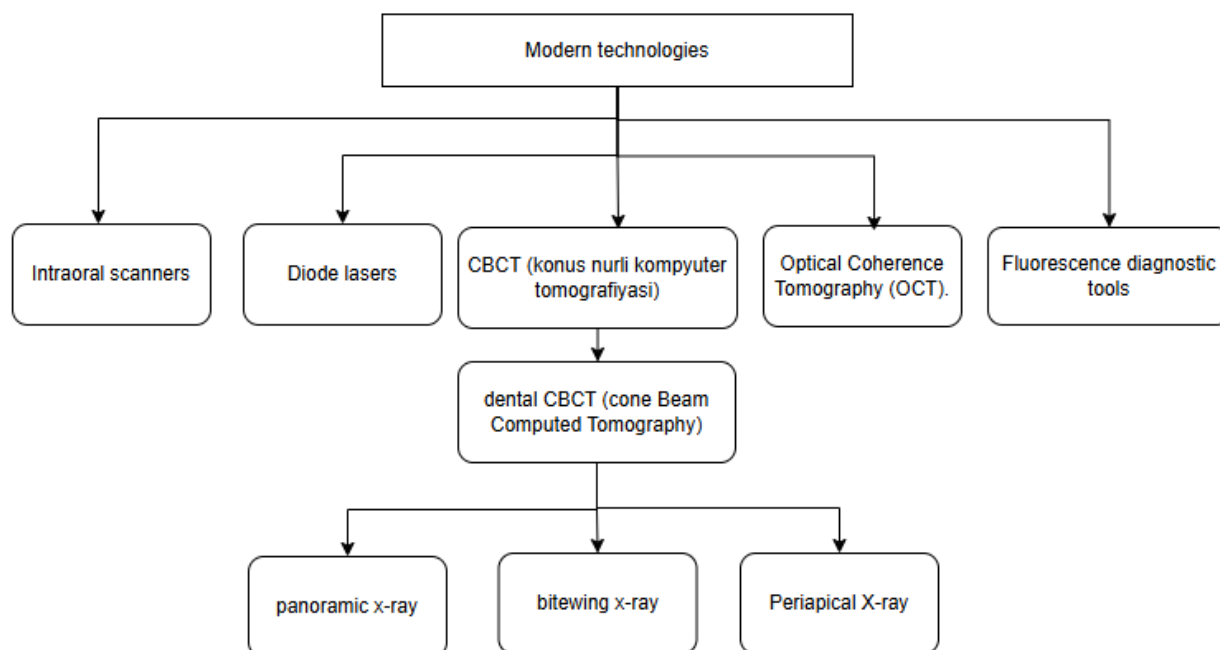 Modern technologies
Intraoral scanners
Diode lasers
CBCT (konus nurli kompyuter
tomografiyasi)
Optical Coherence
Tomography (OCT).
Fluorescence diagnostic
tools
dental CBCT (cone Beam
Computed Tomography)
panoramic x-ray
bitewing x-ray
Periapical X-ray